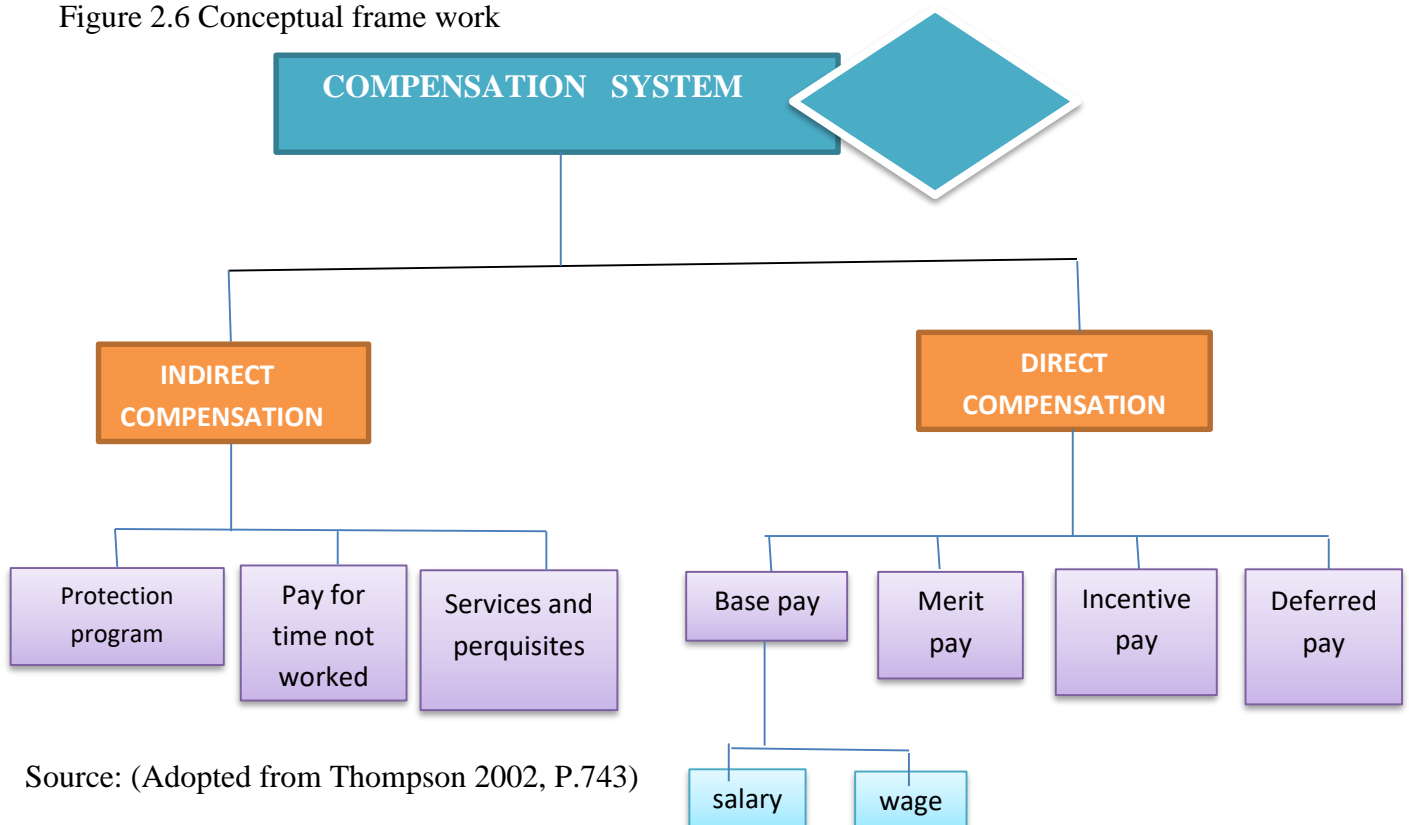 Figure 2.6 Conceptual frame work
COMPENSATION SYSTEM
INDIRECT
COMPENSATION
DIRECT
COMPENSATION
Protection
program
Pay for
time not
worked
Services and
perquisites
Base pay
Merit
pay
Incentive
pay
Deferred
pay
Source: (Adopted from Thompson 2002, P.743)
salary
wage